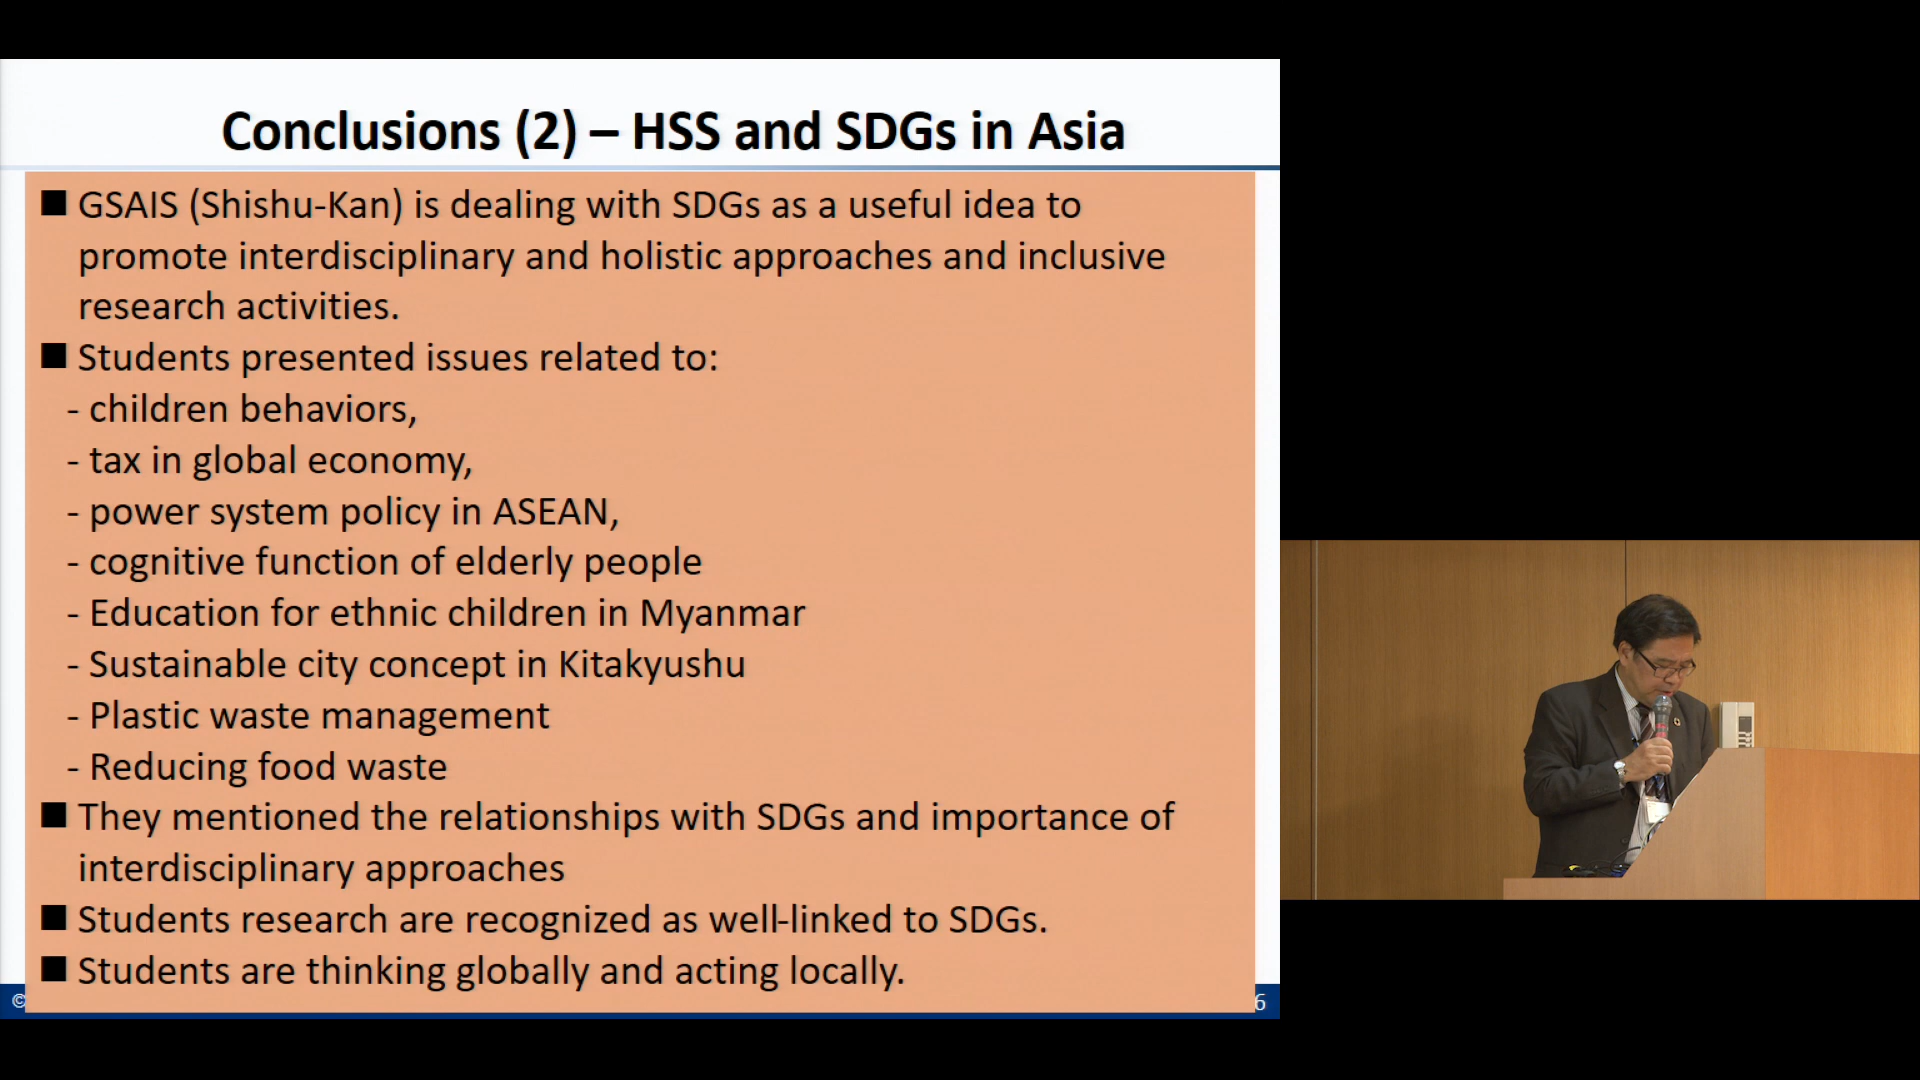 Conclusions (2) – HSS and SDGs in Asia
■ GSAIS (Shishu-Kan) is dealing with SDGs as a useful idea to
promote interdisciplinary and holistic approaches and inclusive
research activities.
■ Students presented issues related to:
- children behaviors,
- tax in global economy,
- power system policy in ASEAN,
- cognitive function of elderly people
- Education for ethnic children in Myanmar
- Sustainable city concept in Kitakyushu
- Plastic waste management
- Reducing food waste
■ They mentioned the relationships with SDGs and importance of
interdisciplinary approaches
■ Students research are recognized as well-linked to SDGs.
■ Students are thinking globally and acting locally.
©
6